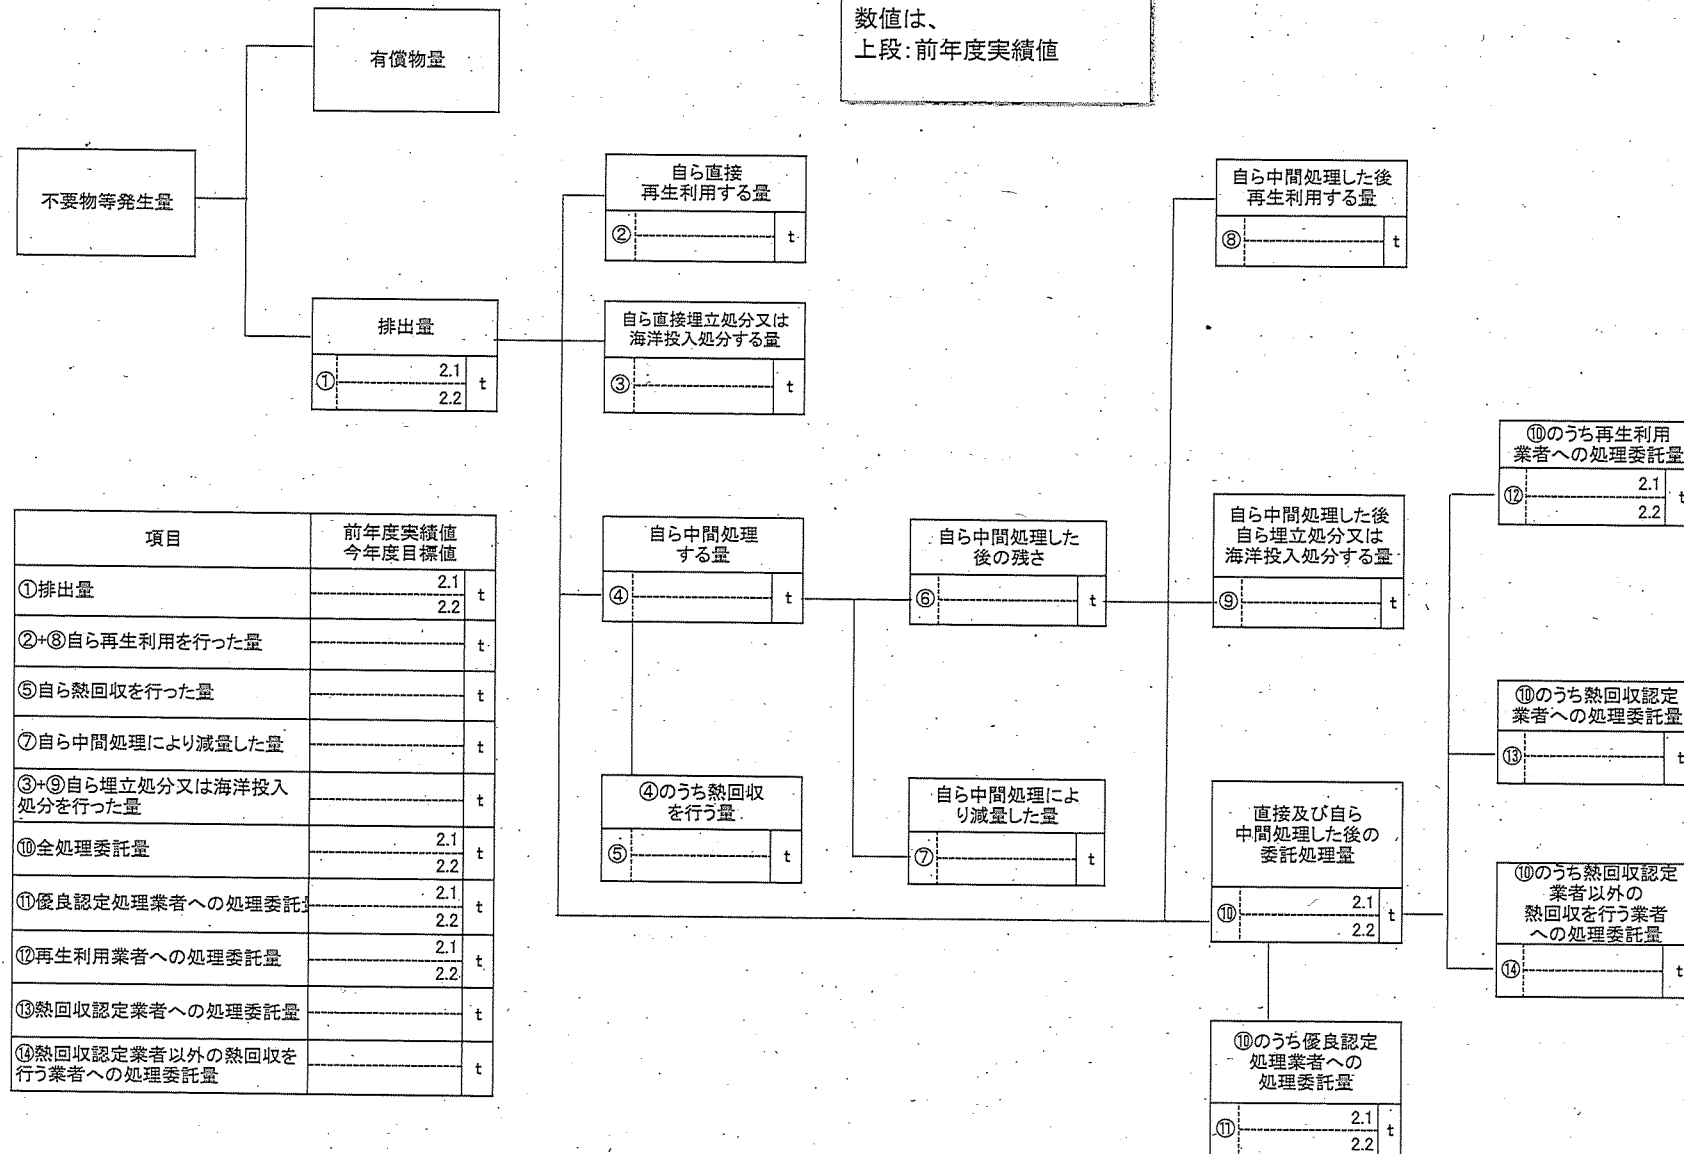 数値は、
上段：前年度実績値
有償物量
不要物等発生量
排出量
① 2.1 t
2.2
自ら直接
再生利用する量
② t
自ら直接埋立処分又は
海洋投入処分する量
③ t
自ら中間処理
する量
④ t
④のうち熱回収
を行う量
⑤ t
自ら中間処理した
後の残さ
⑥ t
自ら中間処理によ
り減量した量
⑦ t
自ら中間処理した後
再生利用する量
⑧ t
自ら中間処理した後
自ら埋立処分又は
海洋投入処分する量
⑨ t
直接及び自ら
中間処理した後の
委託処理量
⑩ 2.1 t
2.2
⑩のうち優良認定
処理業者への
処理委託量
⑪ 2.1 t
2.2
⑩のうち再生利用
業者への処理委託量
⑫ 2.1 t
2.2
⑩のうち熱回収認定
業者への処理委託量
⑬ t
⑩のうち熱回収認定
業者以外の
熱回収を行う業者
への処理委託量
⑭ t
項目 前年度実績値
今年度目標値
①排出量 2.1 t
2.2
②+⑧自ら再生利用を行った量 t
⑤自ら熱回収を行った量 t
⑦自ら中間処理により減量した量 t
③+⑨自ら埋立処分又は海洋投入
処分を行った量 t
⑩全処理委託量 2.1 t
2.2
⑪優良認定処理業者への処理委託 2.1 t
2.2
⑫再生利用業者への処理委託量 2.1 t
2.2
⑬熱回収認定業者への処理委託量 t
⑭熱回収認定業者以外の熱回収を
行う業者への処理委託量 t